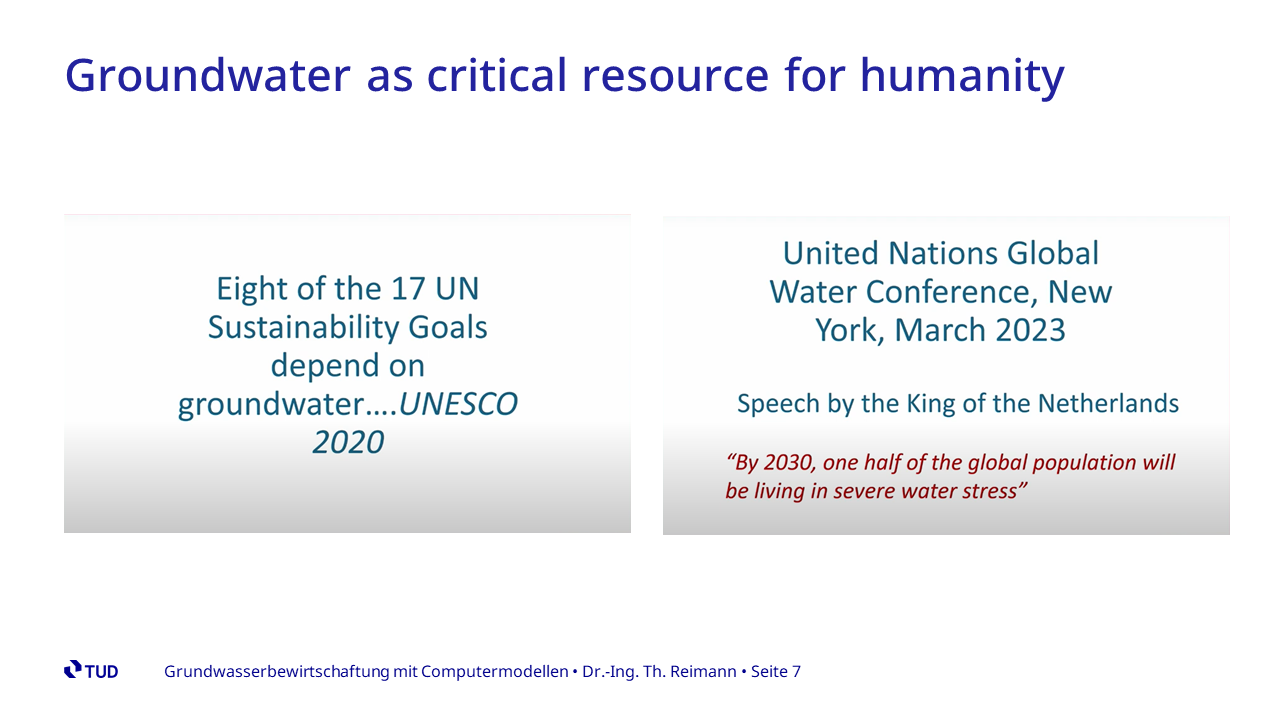 Groundwater as critical resource for humanity
Eight of the 17 UN
Sustainability Goals
depend on
groundwater....UNESCO
2020
United Nations Global
Water Conference, New
York, March 2023
Speech by the King of the Netherlands
“By 2030, one half of the global population will
be living in severe water stress”
TUD
Grundwasserbewirtschaftung mit Computermodellen • Dr.-Ing. Th. Reimann • Seite 7